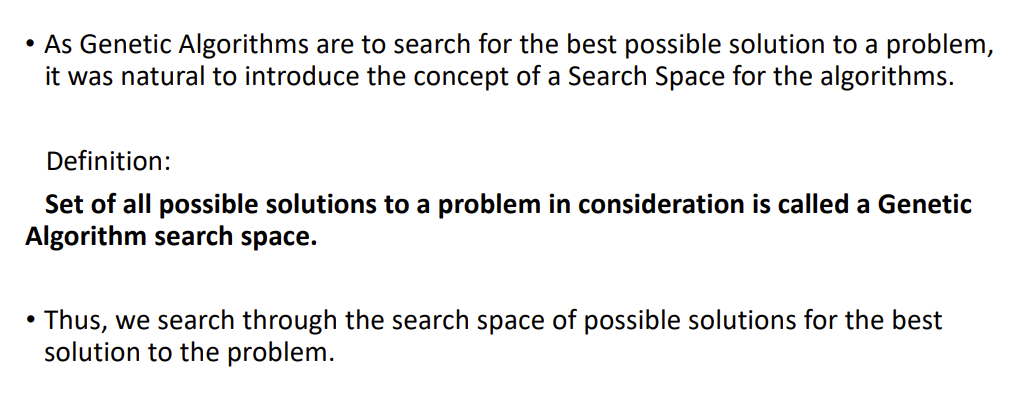 • As Genetic Algorithms are to search for the best possible solution to a problem,
it was natural to introduce the concept of a Search Space for the algorithms.
Definition:
Set of all possible solutions to a problem in consideration is called a Genetic
Algorithm search space.
• Thus, we search through the search space of possible solutions for the best
solution to the problem.